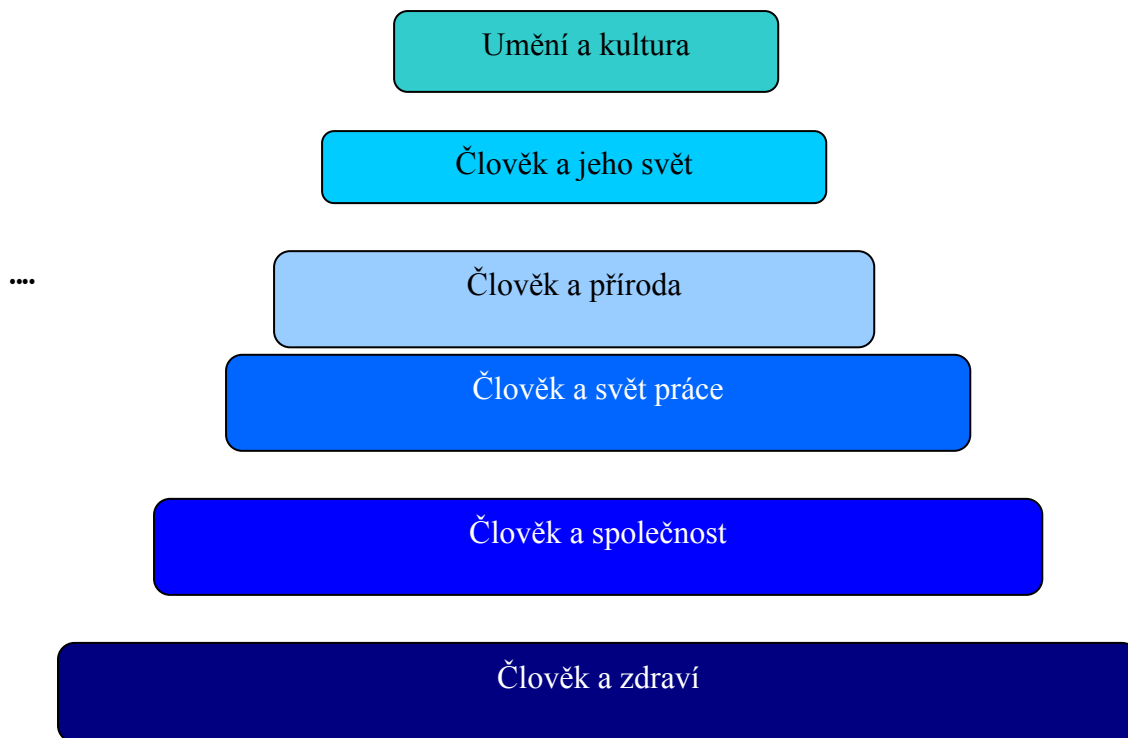 Umění a kultura
Člověk a jeho svět
....
Člověk a příroda
Člověk a svět práce
Člověk a společnost
Člověk a zdraví